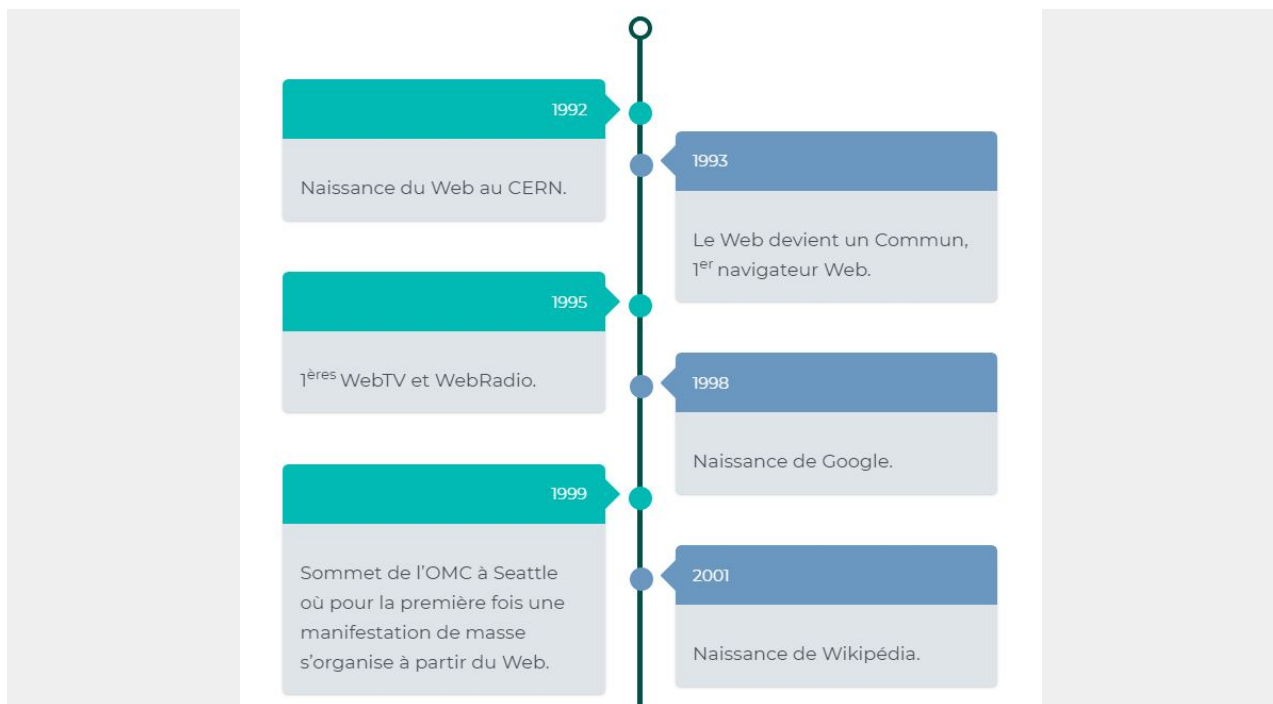 1992
Naissance du Web au CERN.
1993
Le Web devient un Commun,
1er navigateur Web.
1995
1ères WebTV et WebRadio.
1998
Naissance de Google.
1999
Sommet de l’OMC à Seattle
où pour la première fois une
manifestation de masse
s’organise à partir du Web.
2001
Naissance de Wikipédia.